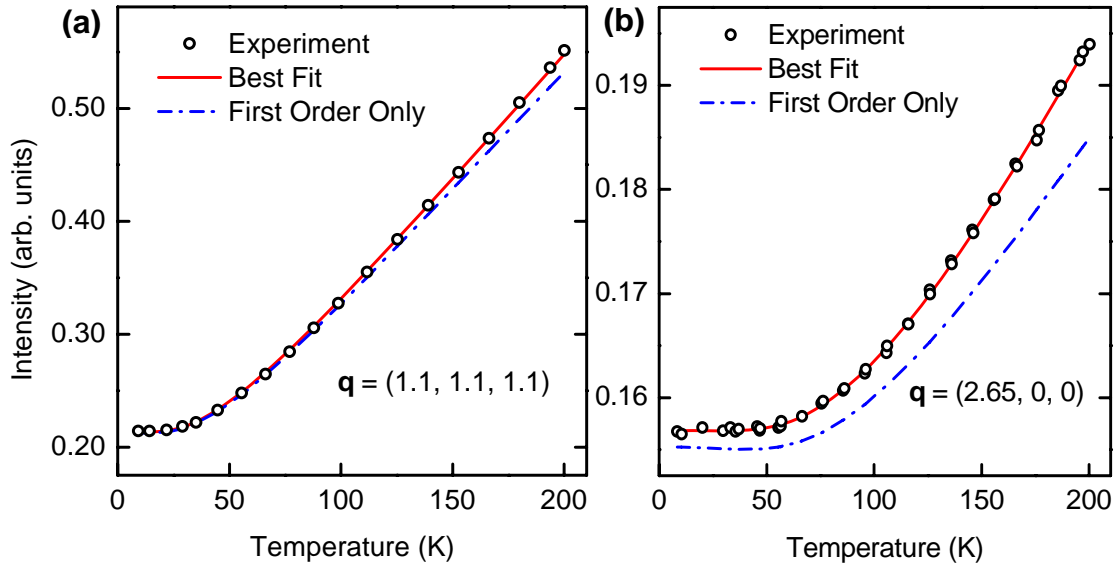 (a)
Experiment
Best Fit
First Order Only
q = (1.1, 1.1, 1.1)
0.50
0.40
0.30
0.20
0 50 100 150 200
Temperature (K)
Intensity (arb. units)
(b)
Experiment
Best Fit
First Order Only
q = (2.65, 0, 0)
0.19
0.18
0.17
0.16
0 50 100 150 200
Temperature (K)